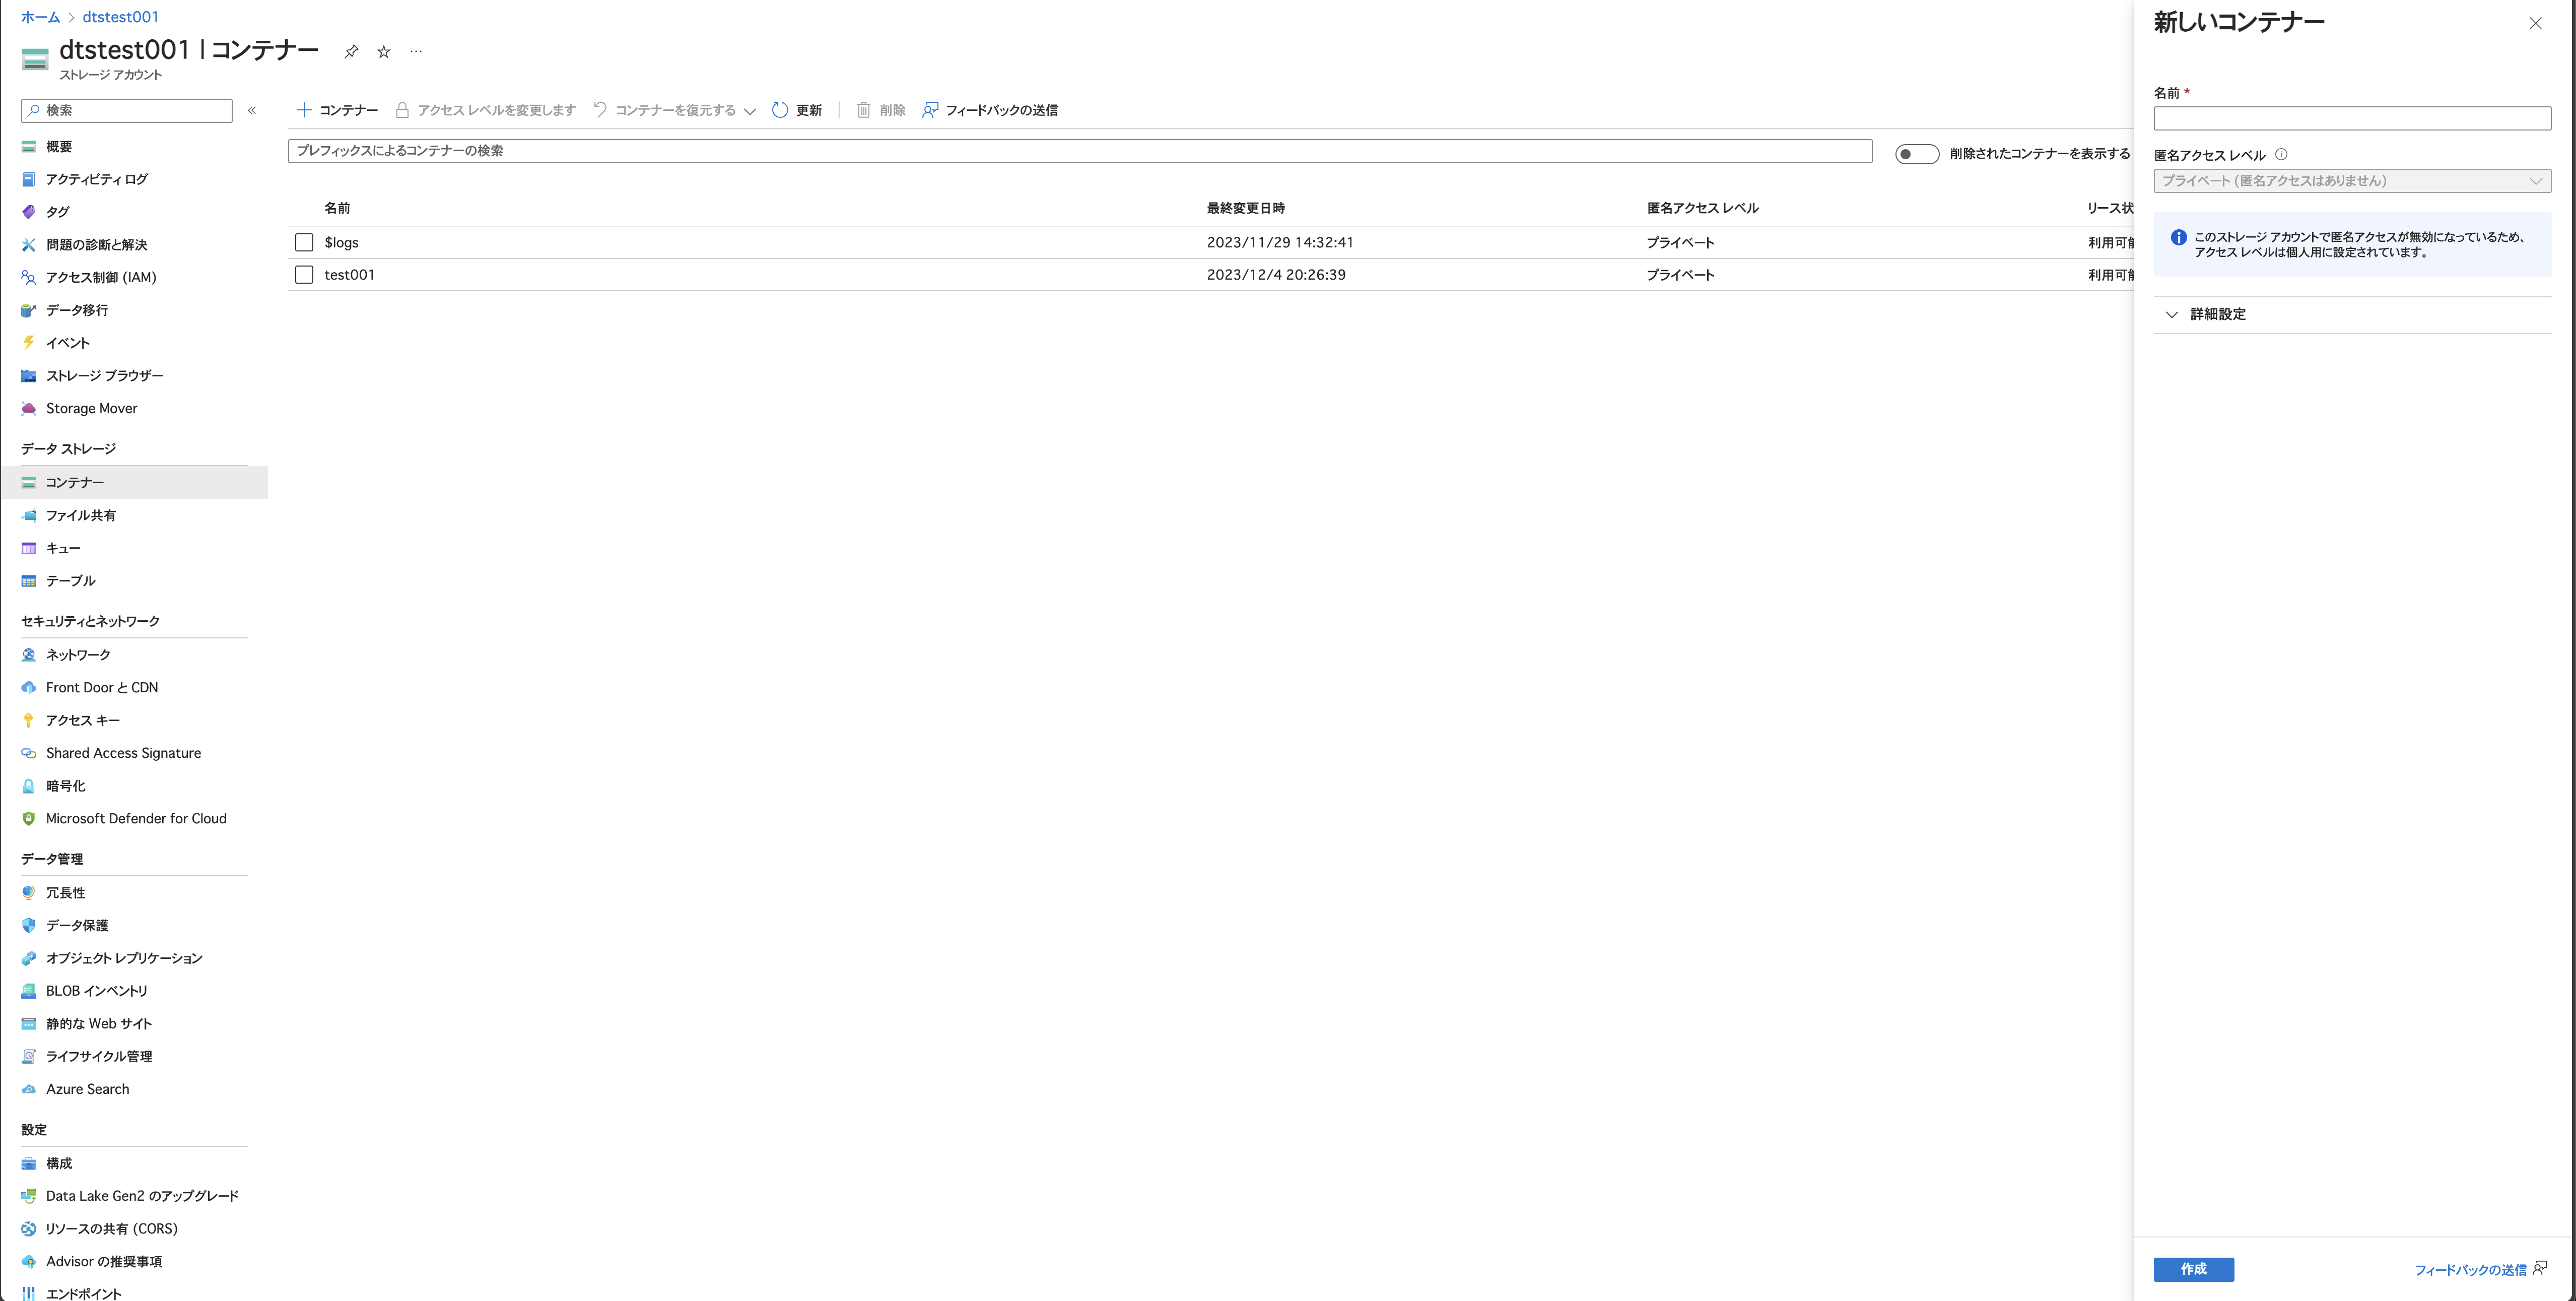 ホーム > dtstest001
dtstest001 | コンテナー
ストレージ アカウント
検索
概要
アクティビティ ログ
タグ
問題の診断と解決
アクセス制御 (IAM)
データ移行
イベント
ストレージ ブラウザー
Storage Mover
データ ストレージ
コンテナー
ファイル共有
キュー
テーブル
セキュリティとネットワーク
ネットワーク
Front Door と CDN
アクセス キー
Shared Access Signature
暗号化
Microsoft Defender for Cloud
データ管理
冗長性
データ保護
オブジェクト レプリケーション
BLOB インベントリ
静的な Web サイト
ライフサイクル管理
Azure Search
設定
構成
Data Lake Gen2 のアップグレード
リソースの共有 (CORS)
Advisor の推奨事項
エンドポイント
コンテナー アクセス レベルを変更します コンテナーを復元する 更新 削除 フィードバックの送信
プレフィックスによるコンテナーの検索 削除されたコンテナーを表示する
名前 最終変更日時 匿名アクセス レベル リース状
$logs 2023/11/29 14:32:41 プライベート 利用可能
test001 2023/12/4 20:26:39 プライベート 利用可能
新しいコンテナー
名前 *
匿名アクセス レベル
プライベート (匿名アクセスはありません)
このストレージ アカウントで匿名アクセスが無効になっているため、
アクセス レベルは個人用に設定されています。
詳細設定
作成 フィードバックの送信